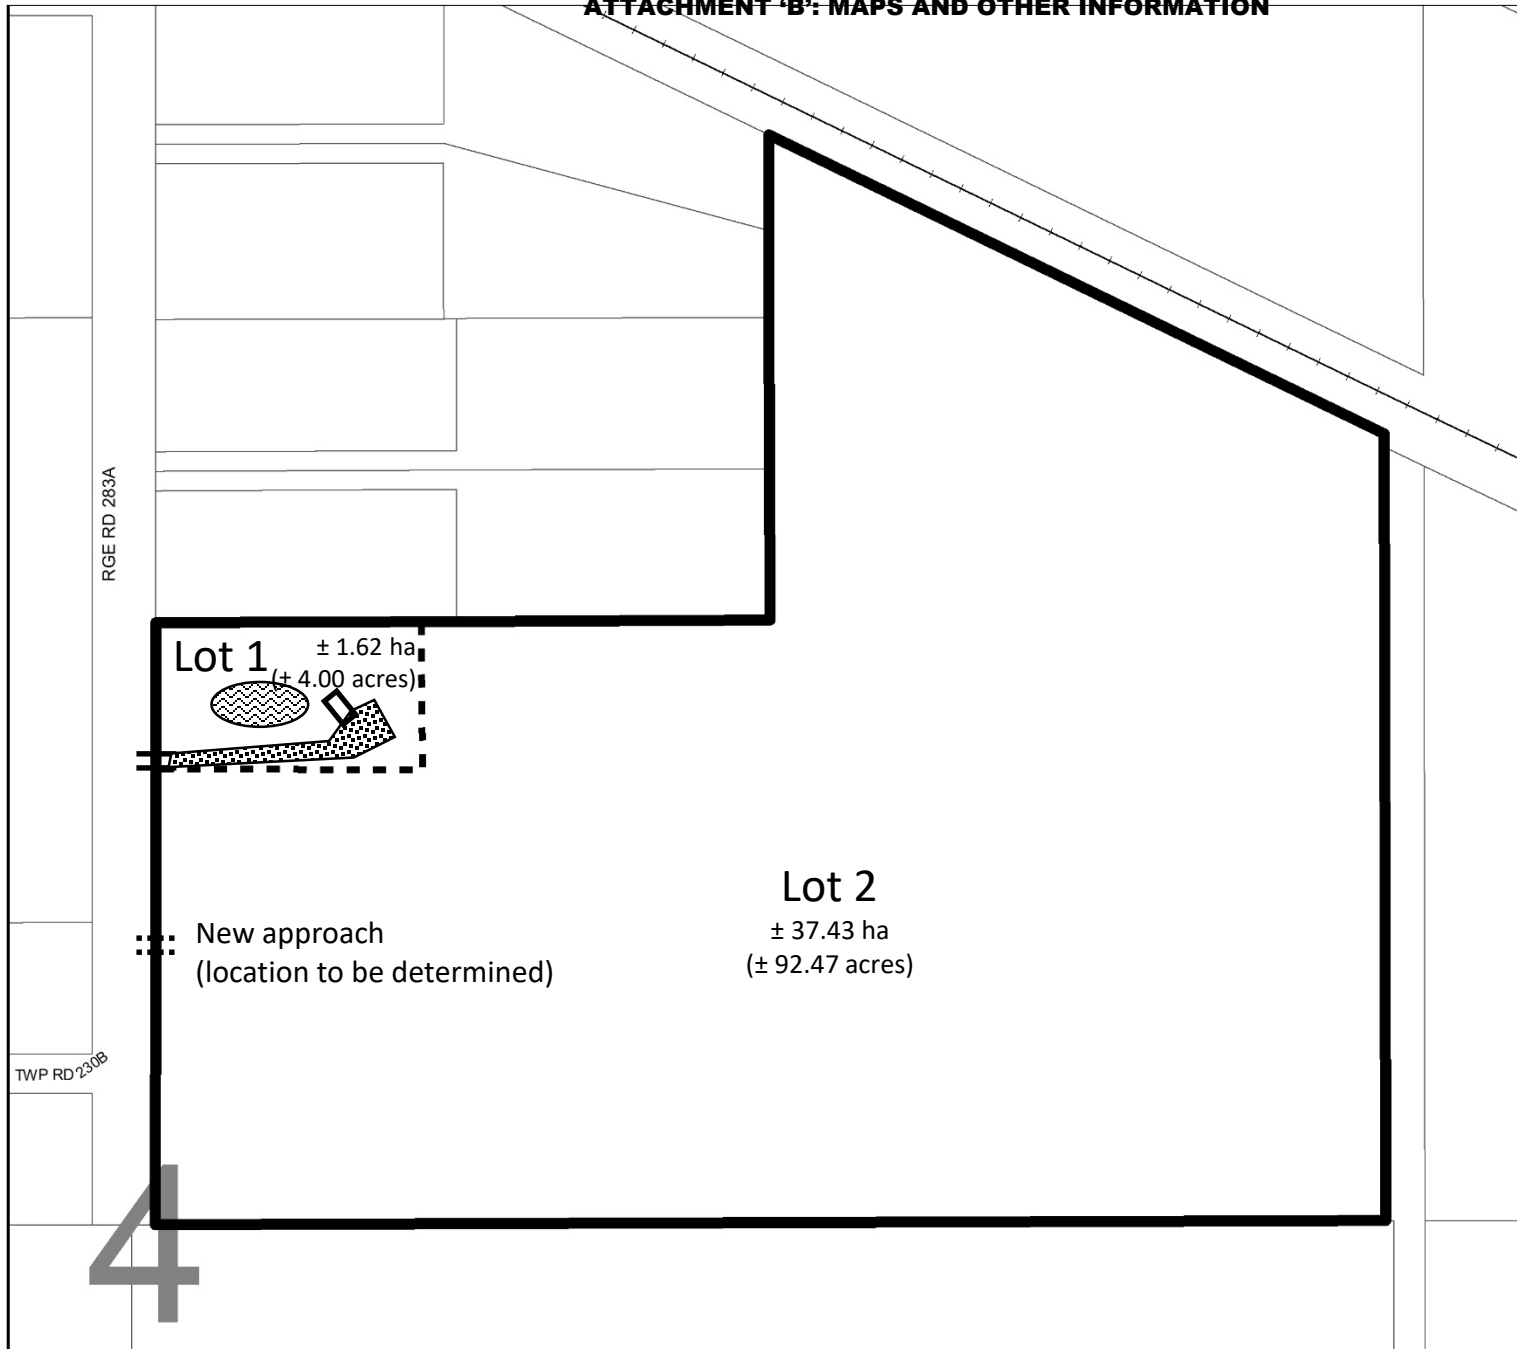 ATTACHMENT ‘B’: MAPS AND OTHER INFORMATION
RGE RD 283A
Lot 1
± 1.62 ha
(± 4.00 acres)
Lot 2
± 37.43 ha
(± 92.47 acres)
New approach
(location to be determined)
TWP RD 230B
4